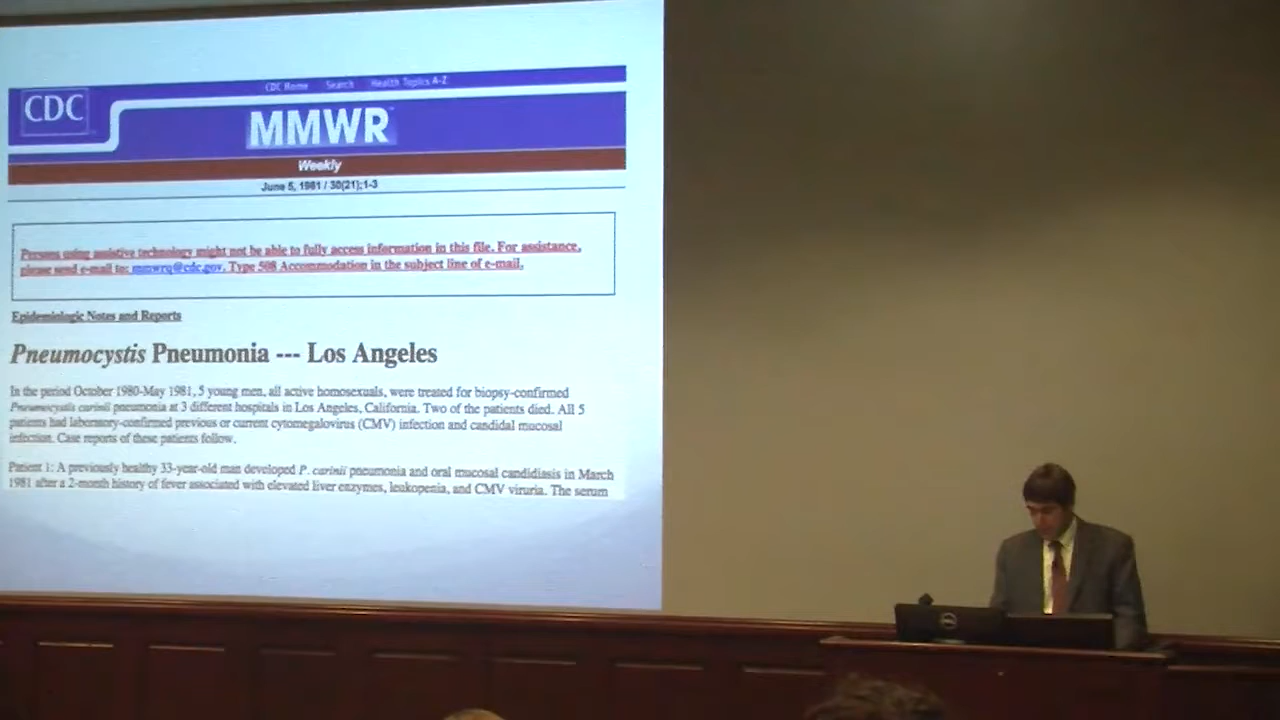 CDC Home Search Health Topics A-Z
CDC
MMWR
Weekly
June 5, 1981 / 30(21);1-3
Persons using assistive technology might not be able to fully access information in this file. For assistance,
please send e-mail to: mmwrq@cdc.gov. Type 508 Accommodation in the subject line of e-mail.
Epidemiologic Notes and Reports
Pneumocystis Pneumonia --- Los Angeles
In the period October 1980-May 1981, 5 young men, all active homosexuals, were treated for biopsy-confirmed
Pneumocystis carinii pneumonia at 3 different hospitals in Los Angeles, California. Two of the patients died. All 5
patients had laboratory-confirmed previous or current cytomegalovirus (CMV) infection and candidal mucosal
infection. Case reports of these patients follow.
Patient 1: A previously healthy 33-year-old man developed P. carinii pneumonia and oral mucosal candidiasis in March
1981 after a 2-month history of fever associated with elevated liver enzymes, leukopenia, and CMV viruria. The serum
DELL